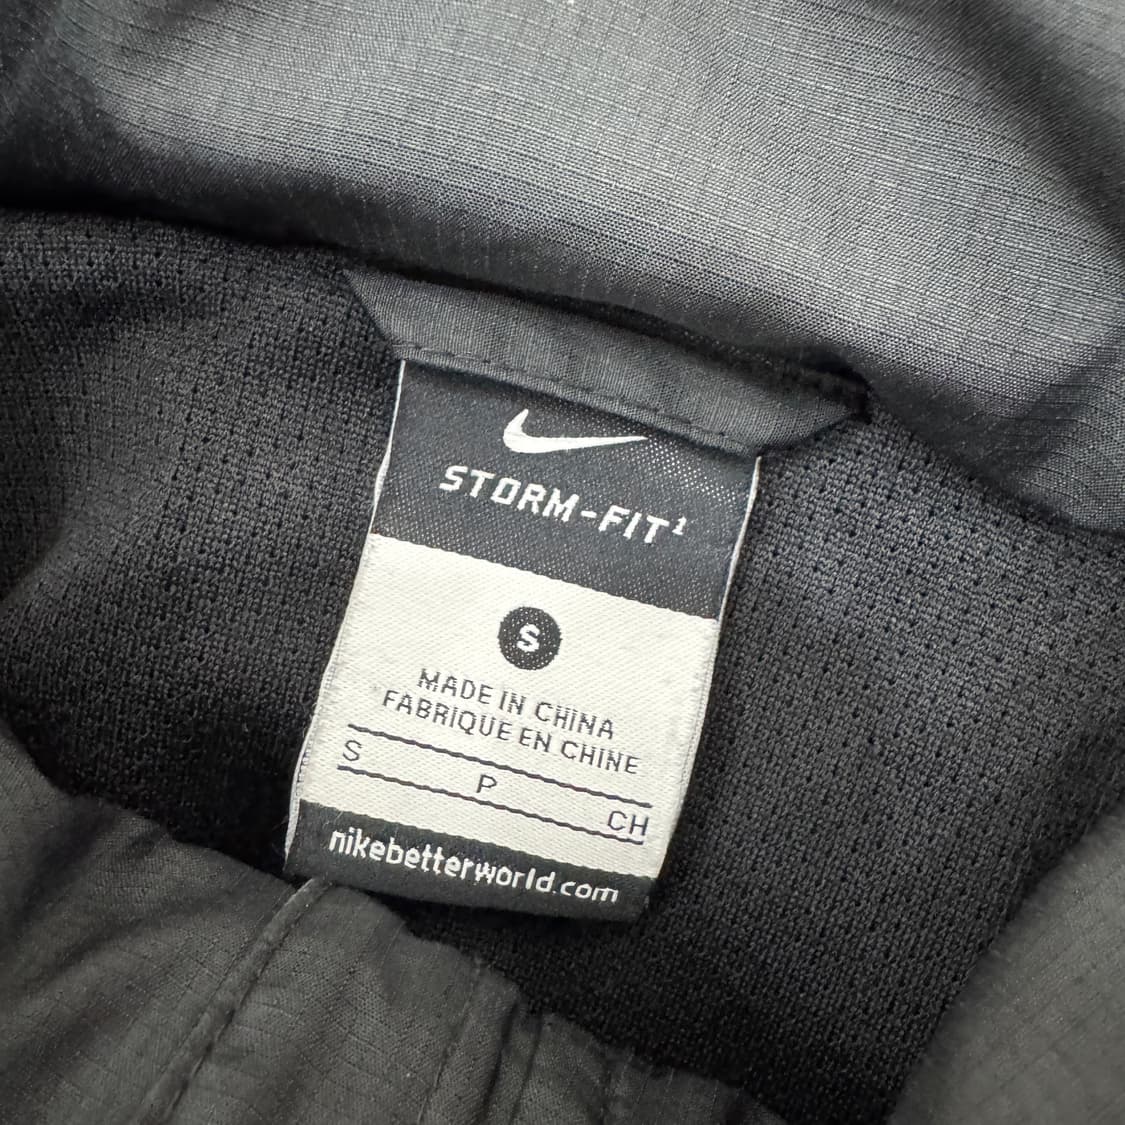 STORM-FIT¹
S
MADE IN CHINA
FABRIQUE EN CHINE
S P CH
nikebetterworld.com